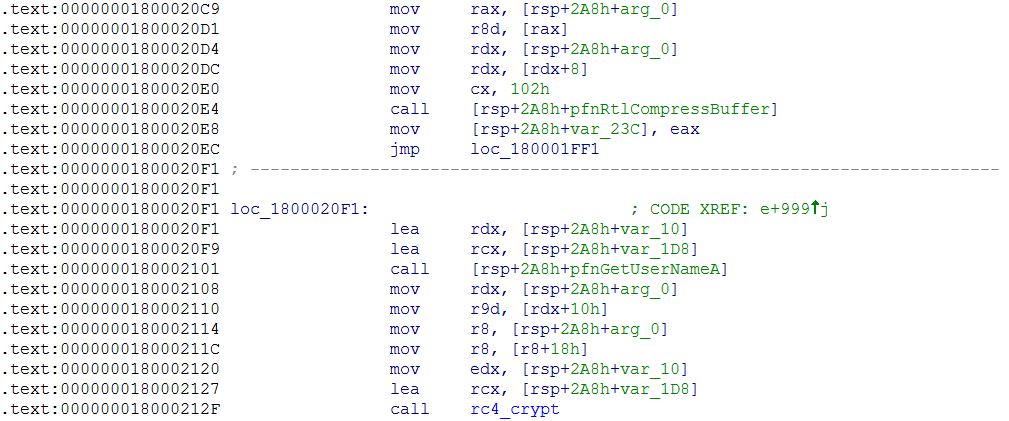 .text:00000001800020C9 mov rax, [rsp+2A8h+arg_0]
.text:00000001800020D1 mov r8d, [rax]
.text:00000001800020D4 mov rdx, [rsp+2A8h+arg_0]
.text:00000001800020DC mov rdx, [rdx+8]
.text:00000001800020E0 mov cx, 102h
.text:00000001800020E4 call [rsp+2A8h+pfnRtlCompressBuffer]
.text:00000001800020E8 mov [rsp+2A8h+var_23C], eax
.text:00000001800020EC jmp loc_180001FF1
.text:00000001800020F1 ; ---------------------------------------------------------------------------
.text:00000001800020F1
.text:00000001800020F1 loc_1800020F1: ; CODE XREF: e+999↑j
.text:00000001800020F1 lea rdx, [rsp+2A8h+var_10]
.text:00000001800020F9 lea rcx, [rsp+2A8h+var_1D8]
.text:0000000180002101 call [rsp+2A8h+pfnGetUserNameA]
.text:0000000180002108 mov rdx, [rsp+2A8h+arg_0]
.text:0000000180002110 mov r9d, [rdx+10h]
.text:0000000180002114 mov r8, [rsp+2A8h+arg_0]
.text:000000018000211C mov r8, [r8+18h]
.text:0000000180002120 mov edx, [rsp+2A8h+var_10]
.text:0000000180002127 lea rcx, [rsp+2A8h+var_1D8]
.text:000000018000212F call rc4_crypt